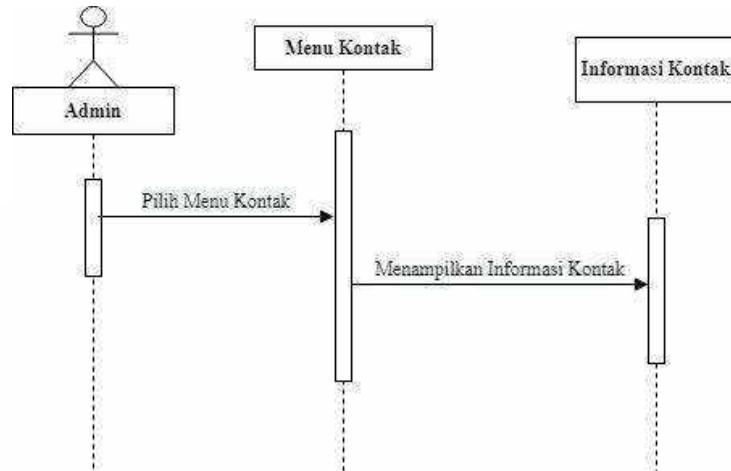 Menu Kontak
Informasi Kontak
Admin
Pilih Menu Kontak
Menampilkan Informasi Kontak